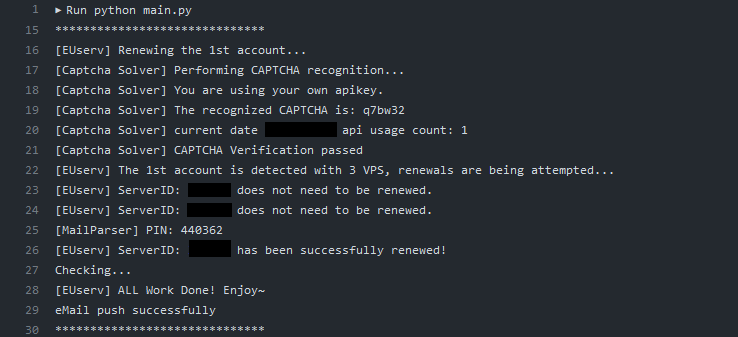 1 ▶ Run python main.py
15 ******************************
16 [EUserv] Renewing the 1st account...
17 [Captcha Solver] Performing CAPTCHA recognition...
18 [Captcha Solver] You are using your own apikey.
19 [Captcha Solver] The recognized CAPTCHA is: q7bw32
20 [Captcha Solver] current date api usage count: 1
21 [Captcha Solver] CAPTCHA Verification passed
22 [EUserv] The 1st account is detected with 3 VPS, renewals are being attempted...
23 [EUserv] ServerID: does not need to be renewed.
24 [EUserv] ServerID: does not need to be renewed.
25 [MailParser] PIN: 440362
26 [EUserv] ServerID: has been successfully renewed!
27 Checking...
28 [EUserv] ALL Work Done! Enjoy~
29 eMail push successfully
30 ******************************